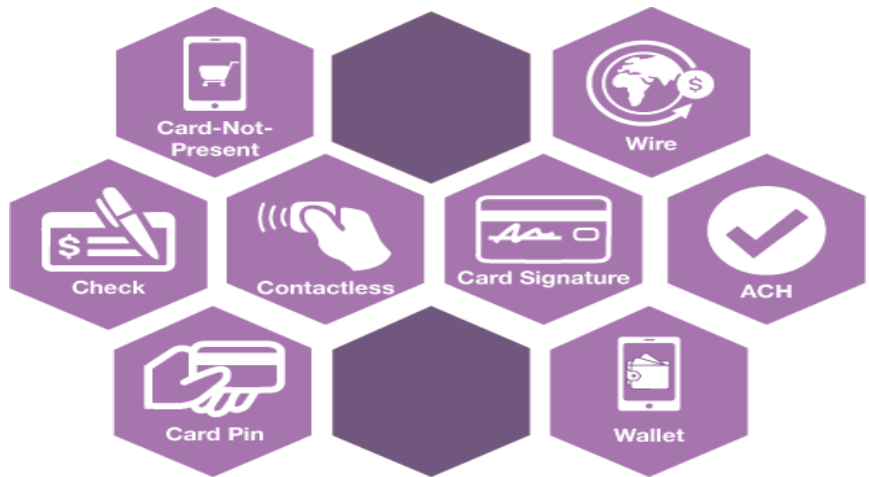 Card-Not-
Present
$
Wire
$
Check
Contactless
Card Signature
ACH
Card Pin
Wallet